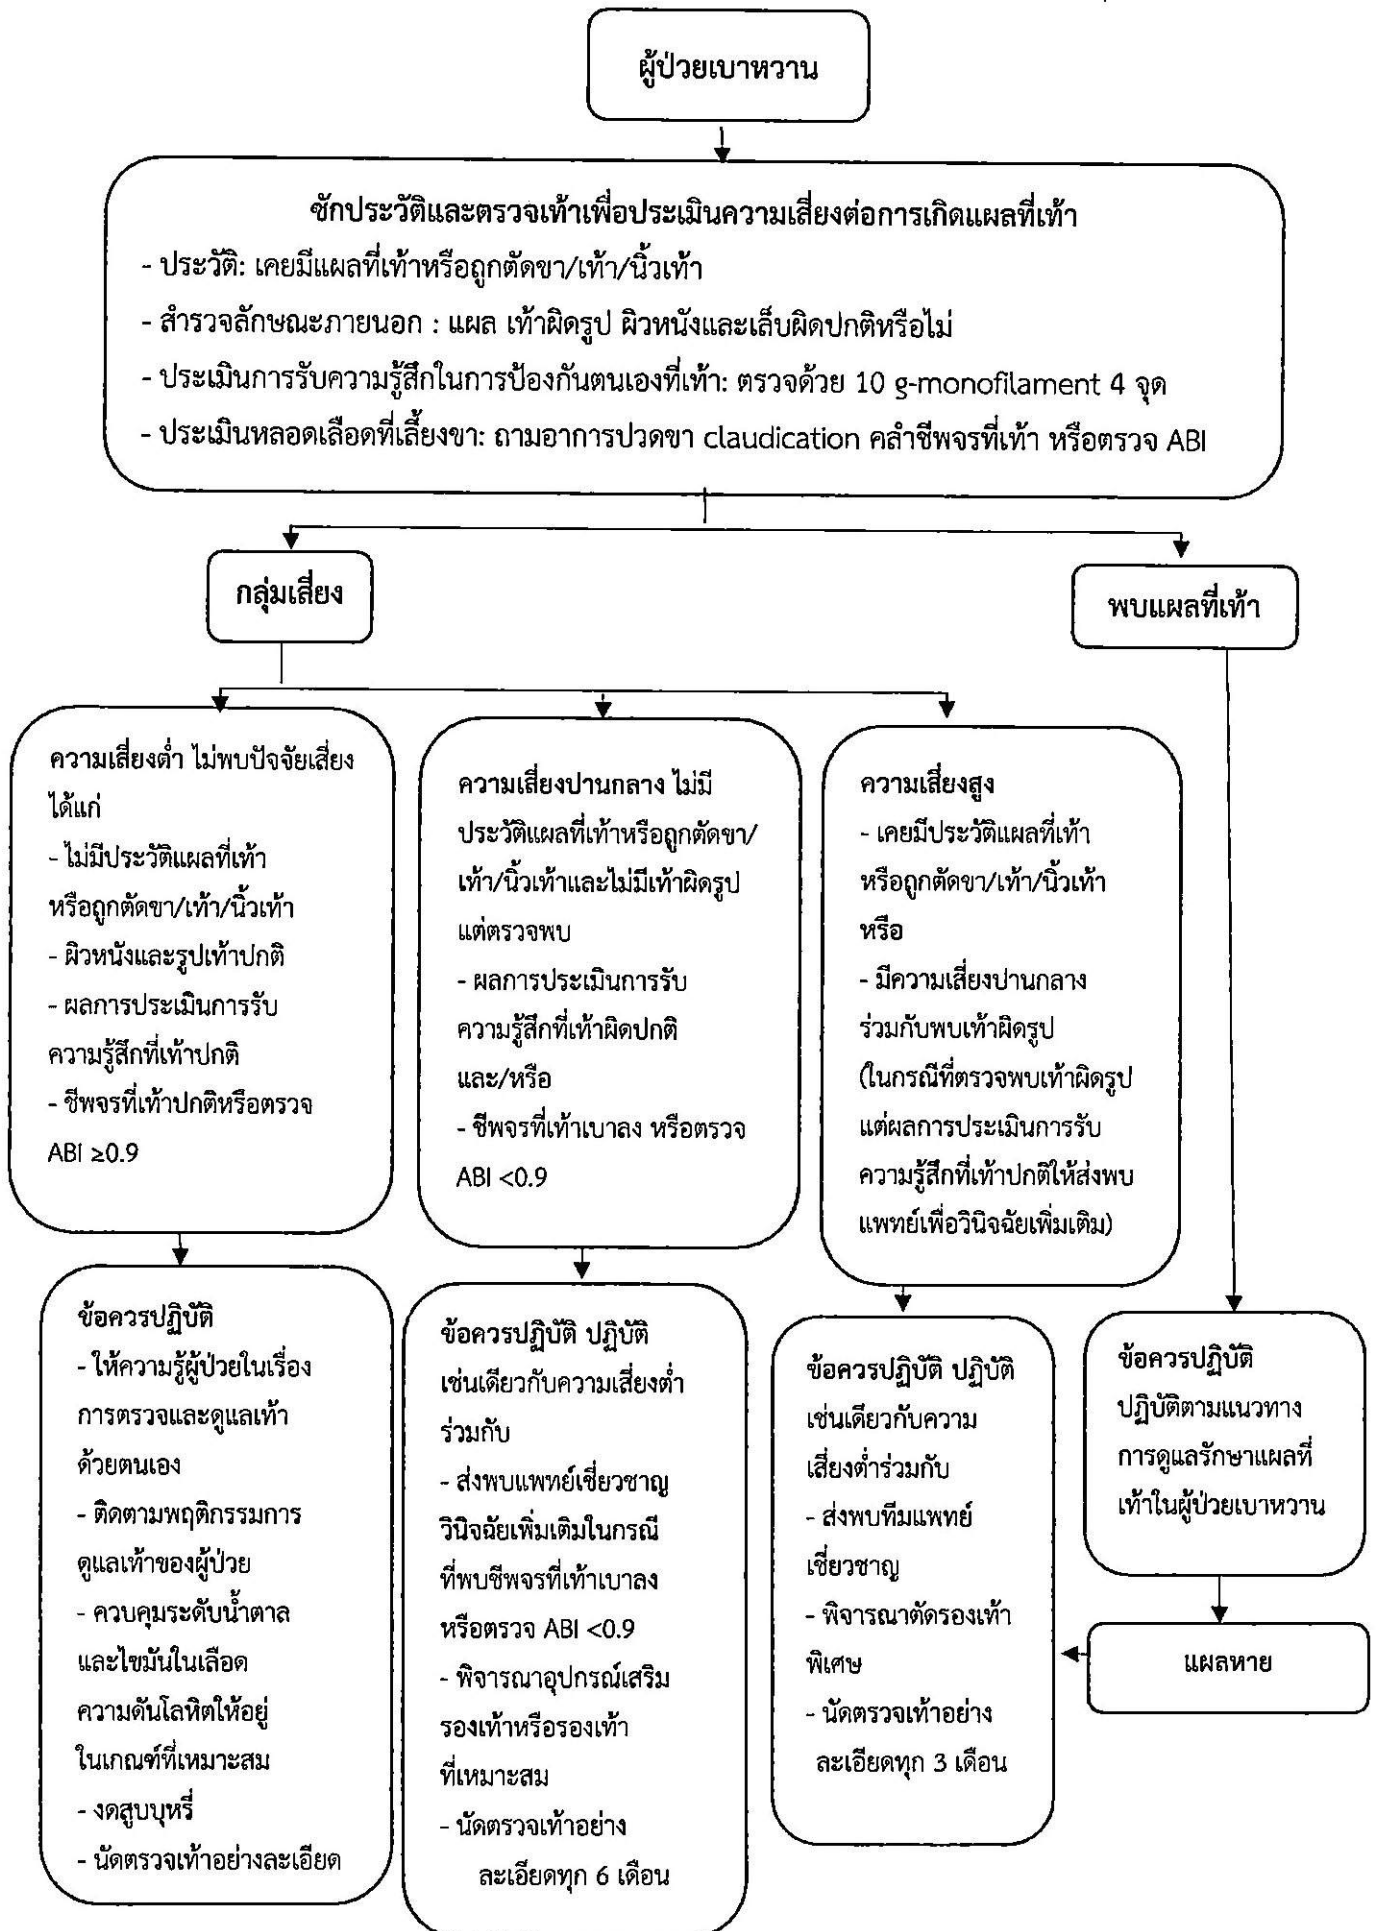 ผู้ป่วยเบาหวาน
ซักประวัติและตรวจเท้าเพื่อประเมินความเสี่ยงต่อการเกิดแผลที่เท้า
- ประวัติ: เคยมีแผลที่เท้าหรือถูกตัดขา/เท้า/นิ้วเท้า
- สำรวจลักษณะภายนอก : แผล เท้าผิดรูป ผิวหนังและเล็บผิดปกติหรือไม่
- ประเมินการรับความรู้สึกในการป้องกันตนเองที่เท้า: ตรวจด้วย 10 g-monofilament 4 จุด
- ประเมินหลอดเลือดที่เลี้ยงขา: ถามอาการปวดขา claudication คลำชีพจรที่เท้า หรือตรวจ ABI
กลุ่มเสี่ยง
พบแผลที่เท้า
ความเสี่ยงต่ำ ไม่พบปัจจัยเสี่ยง
ได้แก่
- ไม่มีประวัติแผลที่เท้า
หรือถูกตัดขา/เท้า/นิ้วเท้า
- ผิวหนังและรูปเท้าปกติ
- ผลการประเมินการรับ
ความรู้สึกที่เท้าปกติ
- ชีพจรที่เท้าปกติหรือตรวจ
ABI ≥0.9
ความเสี่ยงปานกลาง ไม่มี
ประวัติแผลที่เท้าหรือถูกตัดขา/
เท้า/นิ้วเท้าและไม่มีเท้าผิดรูป
แต่ตรวจพบ
- ผลการประเมินการรับ
ความรู้สึกที่เท้าผิดปกติ
และ/หรือ
- ชีพจรที่เท้าเบาลง หรือตรวจ
ABI <0.9
ความเสี่ยงสูง
- เคยมีประวัติแผลที่เท้า
หรือถูกตัดขา/เท้า/นิ้วเท้า
หรือ
- มีความเสี่ยงปานกลาง
ร่วมกับพบเท้าผิดรูป
(ในกรณีที่ตรวจพบเท้าผิดรูป
แต่ผลการประเมินการรับ
ความรู้สึกที่เท้าปกติให้ส่งพบ
แพทย์เพื่อวินิจฉัยเพิ่มเติม)
ข้อควรปฏิบัติ
- ให้ความรู้ผู้ป่วยในเรื่อง
การตรวจและดูแลเท้า
ด้วยตนเอง
- ติดตามพฤติกรรมการ
ดูแลเท้าของผู้ป่วย
- ควบคุมระดับน้ำตาล
และไขมันในเลือด
ความดันโลหิตให้อยู่
ในเกณฑ์ที่เหมาะสม
- งดสูบบุหรี่
- นัดตรวจเท้าอย่างละเอียด
ข้อควรปฏิบัติ ปฏิบัติ
เช่นเดียวกับความเสี่ยงต่ำ
ร่วมกับ
- ส่งพบแพทย์เชี่ยวชาญ
วินิจฉัยเพิ่มเติมในกรณี
ที่พบชีพจรที่เท้าเบาลง
หรือตรวจ ABI <0.9
- พิจารณาอุปกรณ์เสริม
รองเท้าหรือรองเท้า
ที่เหมาะสม
- นัดตรวจเท้าอย่าง
ละเอียดทุก 6 เดือน
ข้อควรปฏิบัติ ปฏิบัติ
เช่นเดียวกับความ
เสี่ยงต่ำร่วมกับ
- ส่งพบทีมแพทย์
เชี่ยวชาญ
- พิจารณาตัดรองเท้า
พิเศษ
- นัดตรวจเท้าอย่าง
ละเอียดทุก 3 เดือน
ข้อควรปฏิบัติ
ปฏิบัติตามแนวทาง
การดูแลรักษาแผลที่
เท้าในผู้ป่วยเบาหวาน
แผลหาย